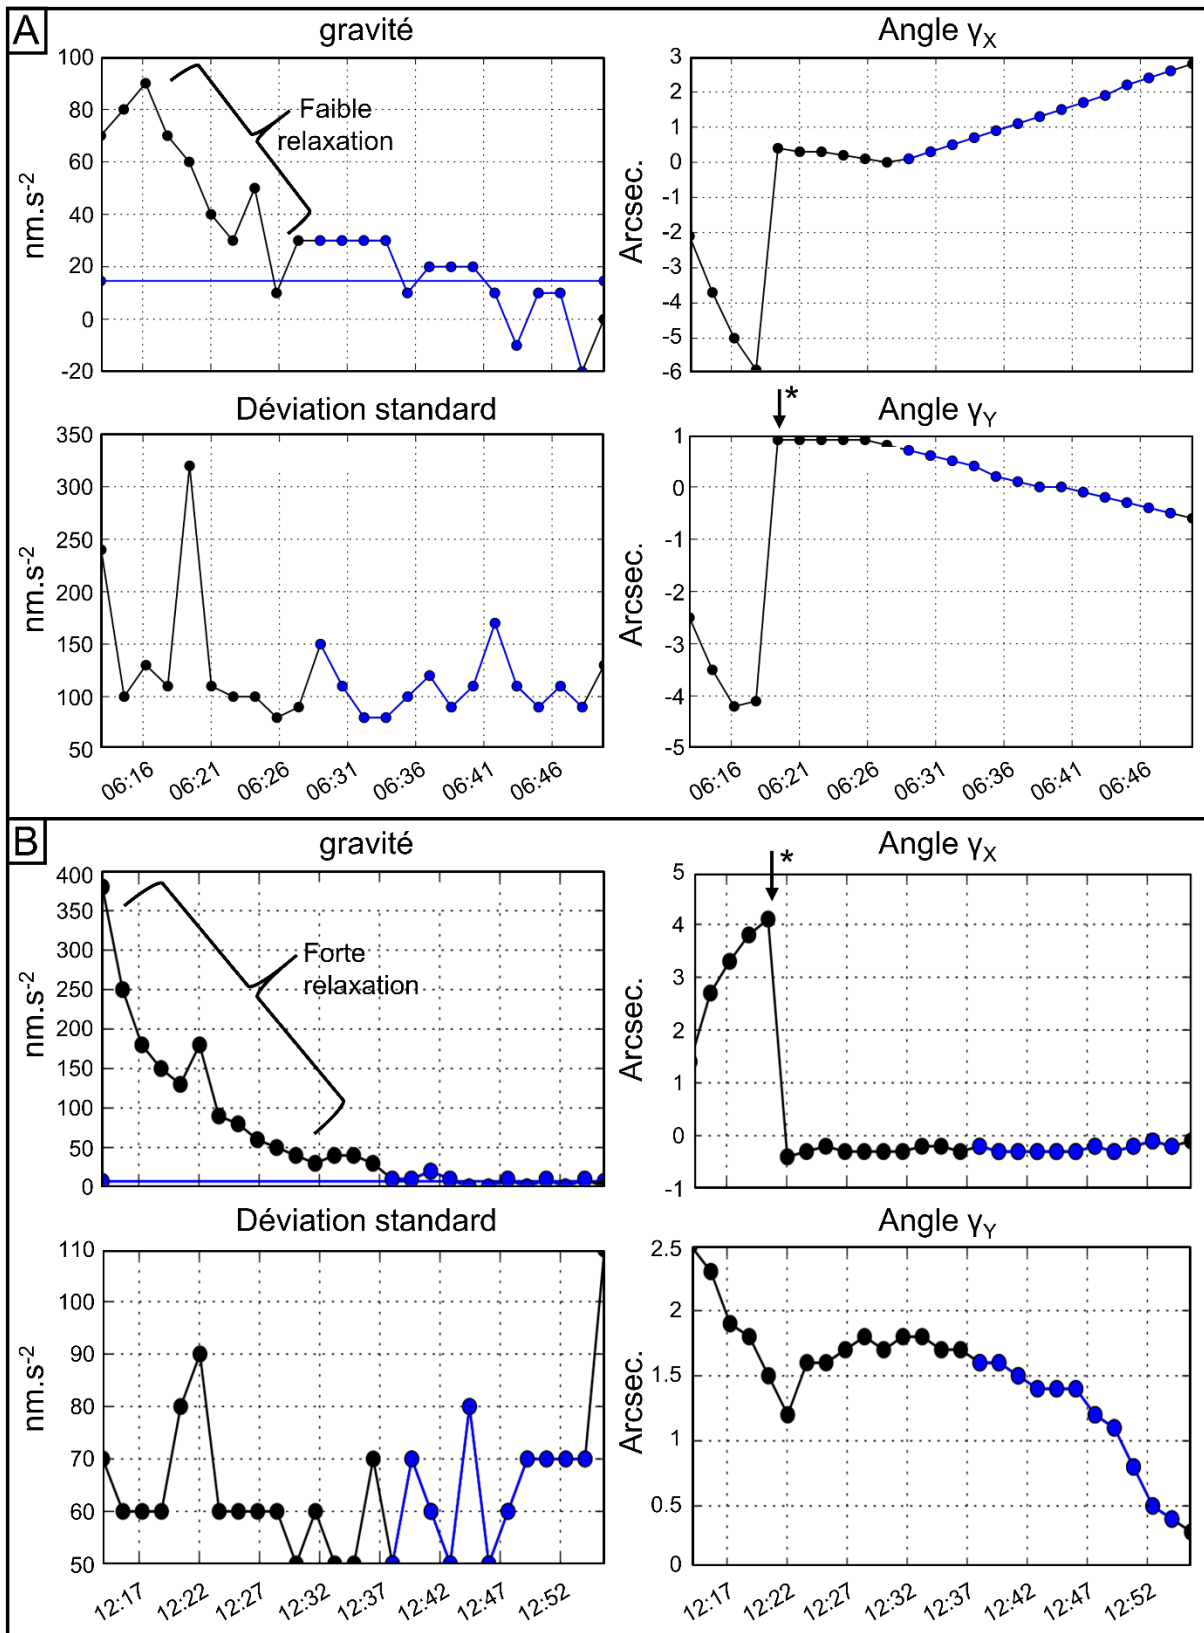 A
gravité
Angle γX
100
80
60
40
20
0
-20
nm.s-2
Faible
relaxation
3
2
1
0
-1
-2
-3
-4
-5
-6
Arcsec.
Déviation standard
*
Angle γY
350
300
250
200
150
100
50
nm.s-2
1
0
-1
-2
-3
-4
-5
Arcsec.
06:16 06:21 06:26 06:31 06:36 06:41 06:46
06:16 06:21 06:26 06:31 06:36 06:41 06:46
B
gravité
Angle γX
400
350
300
250
200
150
100
50
0
nm.s-2
Forte
relaxation
*
5
4
3
2
1
0
-1
Arcsec.
Déviation standard
Angle γY
110
100
90
80
70
60
50
nm.s-2
2.5
2
1.5
1
0.5
0
Arcsec.
12:17 12:22 12:27 12:32 12:37 12:42 12:47 12:52
12:17 12:22 12:27 12:32 12:37 12:42 12:47 12:52